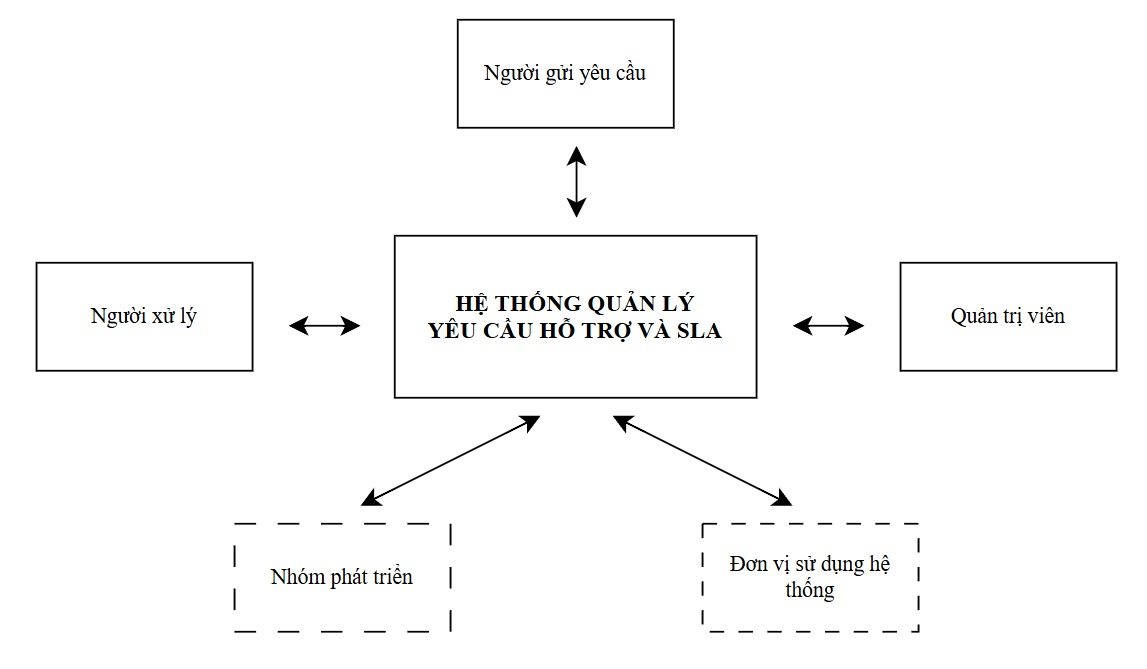 Người gửi yêu cầu
Người xử lý
HỆ THỐNG QUẢN LÝ
YÊU CẦU HỖ TRỢ VÀ SLA
Quản trị viên
Nhóm phát triển
Đơn vị sử dụng hệ
thống